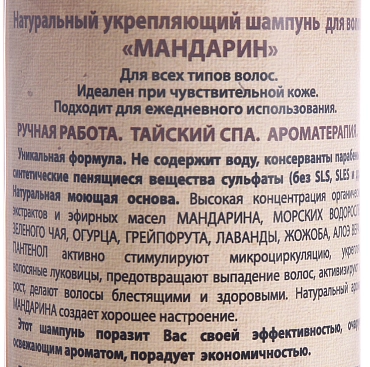 Натуральный укрепляющий шампунь для
«МАНДАРИН»
Для всех типов волос.
Идеален при чувствительной коже.
Подходит для ежедневного использования.
РУЧНАЯ РАБОТА. ТАЙСКИЙ СПА. АРОМАТЕРАПИЯ.
Уникальная формула. Не содержит воду, консерванты
синтетические пенящиеся вещества сульфаты (без SLS, SLES и
Натуральная моющая основа. Высокая концентрация
экстрактов и эфирных масел МАНДАРИНА, МОРСКИХ
ЗЕЛЕНОГО ЧАЯ, ОГУРЦА, ГРЕЙПФРУТА, ЛАВАНДЫ, ЖОЖОБА, АЛОЭ
ПАНТЕНОЛ активно стимулируют микроциркуляцию,
волосяные луковицы, предотвращают выпадение волос,
рост, делают волосы блестящими и здоровыми. Натуральный
МАНДАРИНА создает хорошее настроение.
Этот шампунь поразит Вас своей эффективностью,
освежающим ароматом, порадует экономичностью.